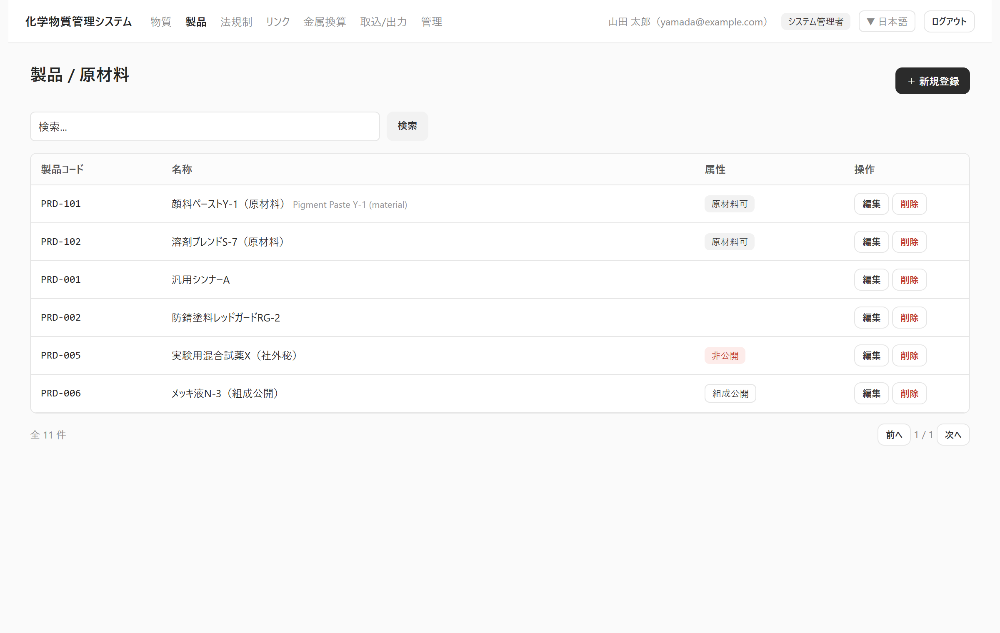 化学物質管理システム 物質 製品 法規制 リンク 金属換算 取込/出力 管理 山田 太郎（yamada@example.com） システム管理者 ▼ 日本語 ログアウト
製品 / 原材料
＋ 新規登録
検索...
検索
製品コード 名称 属性 操作
PRD-101 顔料ペーストY-1（原材料） Pigment Paste Y-1 (material) 原材料可 編集 削除
PRD-102 溶剤ブレンドS-7（原材料） 原材料可 編集 削除
PRD-001 汎用シンナーA 編集 削除
PRD-002 防錆塗料レッドガードRG-2 編集 削除
PRD-005 実験用混合試薬X（社外秘） 非公開 編集 削除
PRD-006 メッキ液N-3（組成公開） 組成公開 編集 削除
全 11 件 前へ 1 / 1 次へ